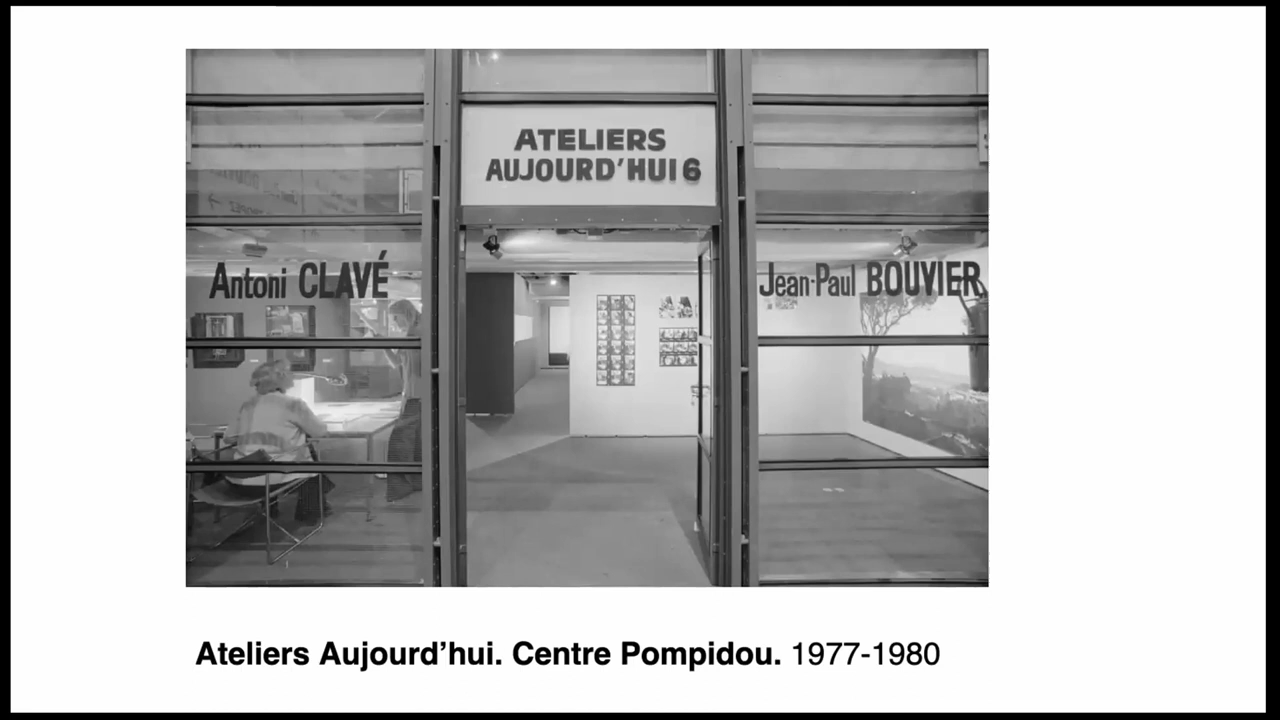 ATELIERS
AUJOURD'HUI 6
Antoni CLAVÉ
Jean-Paul BOUVIER
Ateliers Aujourd'hui. Centre Pompidou. 1977-1980